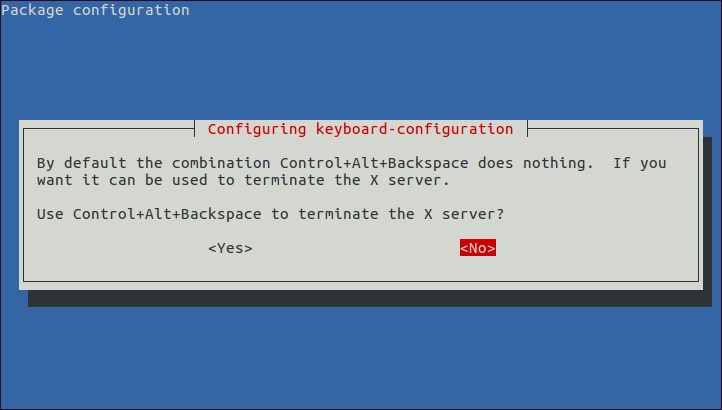 Package configuration
Configuring keyboard-configuration
By default the combination Control+Alt+Backspace does nothing.  If you
want it can be used to terminate the X server.
Use Control+Alt+Backspace to terminate the X server?
<Yes> <No>